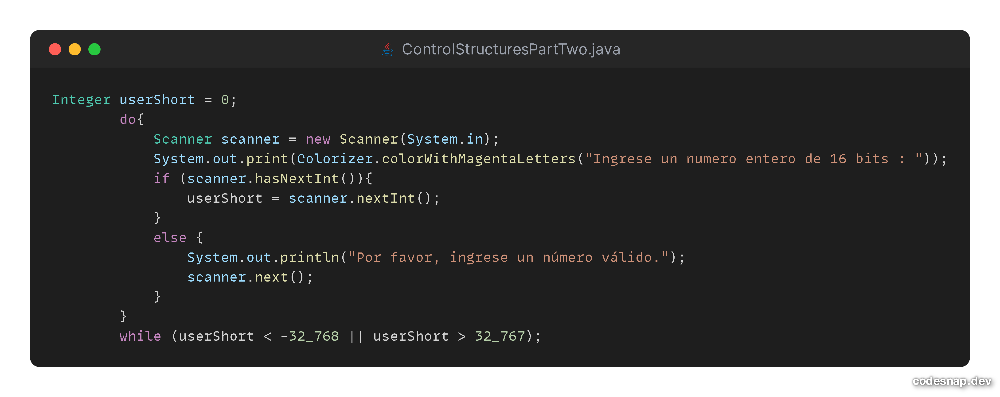 ControlStructuresPartTwo.java
Integer userShort = 0;
        do{
            Scanner scanner = new Scanner(System.in);
            System.out.print(Colorizer.colorWithMagentaLetters("Ingrese un numero entero de 16 bits : "));
            if (scanner.hasNextInt()){
                userShort = scanner.nextInt();
            }
            else {
                System.out.println("Por favor, ingrese un número válido.");
                scanner.next();
            }
        }
        while (userShort < -32_768 || userShort > 32_767);
codesnap.dev